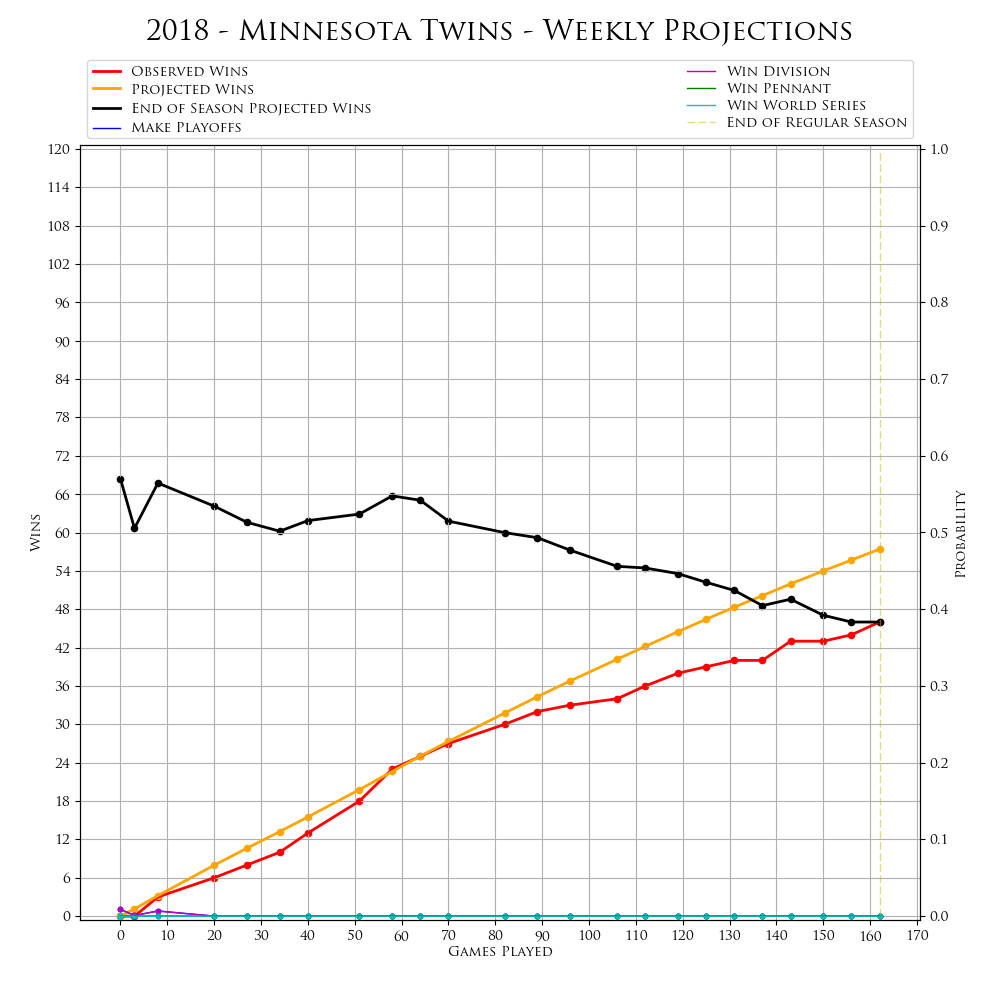 2018 - Minnesota Twins - Weekly Projections
Observed Wins
Projected Wins
End of Season Projected Wins
Make Playoffs
Win Division
Win Pennant
Win World Series
End of Regular Season
120
114
108
102
96
90
84
78
72
66
60
54
48
42
36
30
24
18
12
6
0
Wins
1.0
0.9
0.8
0.7
0.6
0.5
0.4
0.3
0.2
0.1
0.0
Probability
0 10 20 30 40 50 60 70 80 90 100 110 120 130 140 150 160 170
Games Played